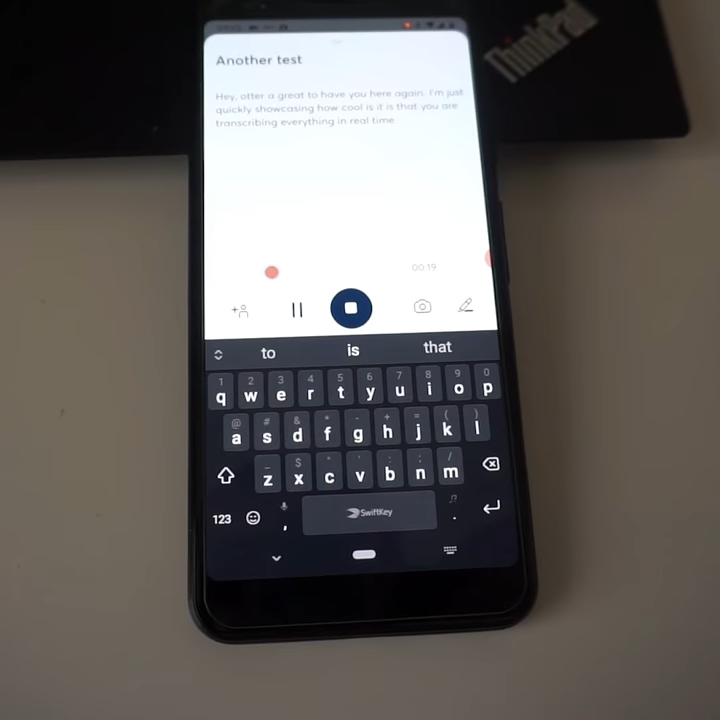 ThinkPad
Another test
Hey, otter a great to have you here again. I'm just
quickly showcasing how cool is it is that you are
transcribing everything in real time
00:19
to is that
1 2 3 4 5 6 7 8 9 0
q w e r t y u i o p
@ # & * - + = ( )
a s d f g h j k l
_ $ " ' : ; /
z x c v b n m
123 , SwiftKey .